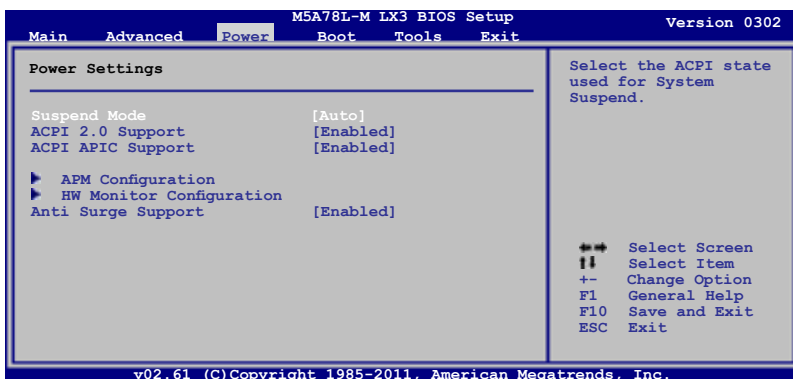 M5A78L-M LX3 BIOS Setup
Version 0302
Main Advanced Power Boot Tools Exit
Power Settings
Suspend Mode [Auto]
ACPI 2.0 Support [Enabled]
ACPI APIC Support [Enabled]
APM Configuration
HW Monitor Configuration
Anti Surge Support [Enabled]
Select the ACPI state
used for System
Suspend.
Select Screen
Select Item
+- Change Option
F1 General Help
F10 Save and Exit
ESC Exit
v02.61 (C)Copyright 1985-2011, American Megatrends, Inc.